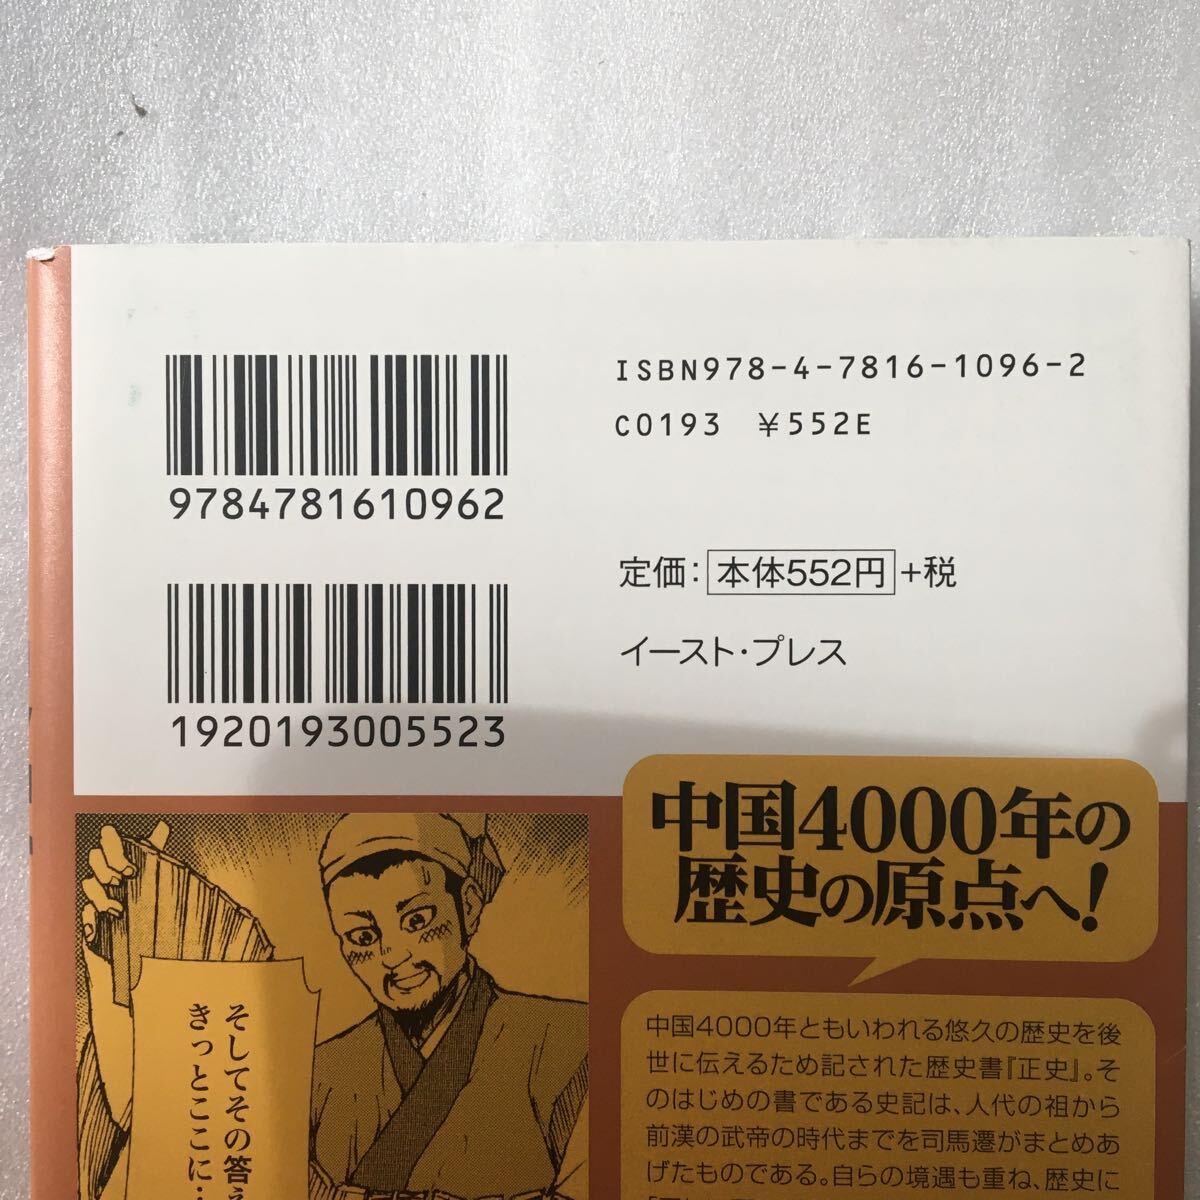 9784781610962
1920193005523
ISBN978-4-7816-1096-2
C0193 ¥552E
定価:本体552円+税
イースト・プレス
中国4000年の
歴史の原点へ!
そしてその答え
きっとここに‥
中国4000年ともいわれる悠久の歴史を後
世に伝えるため記された歴史書『正史』。そ
のはじめの書である史記は、人代の祖から
前漢の武帝の時代までを司馬遷がまとめあ
げたものである。自らの境遇も重ね、歴史に